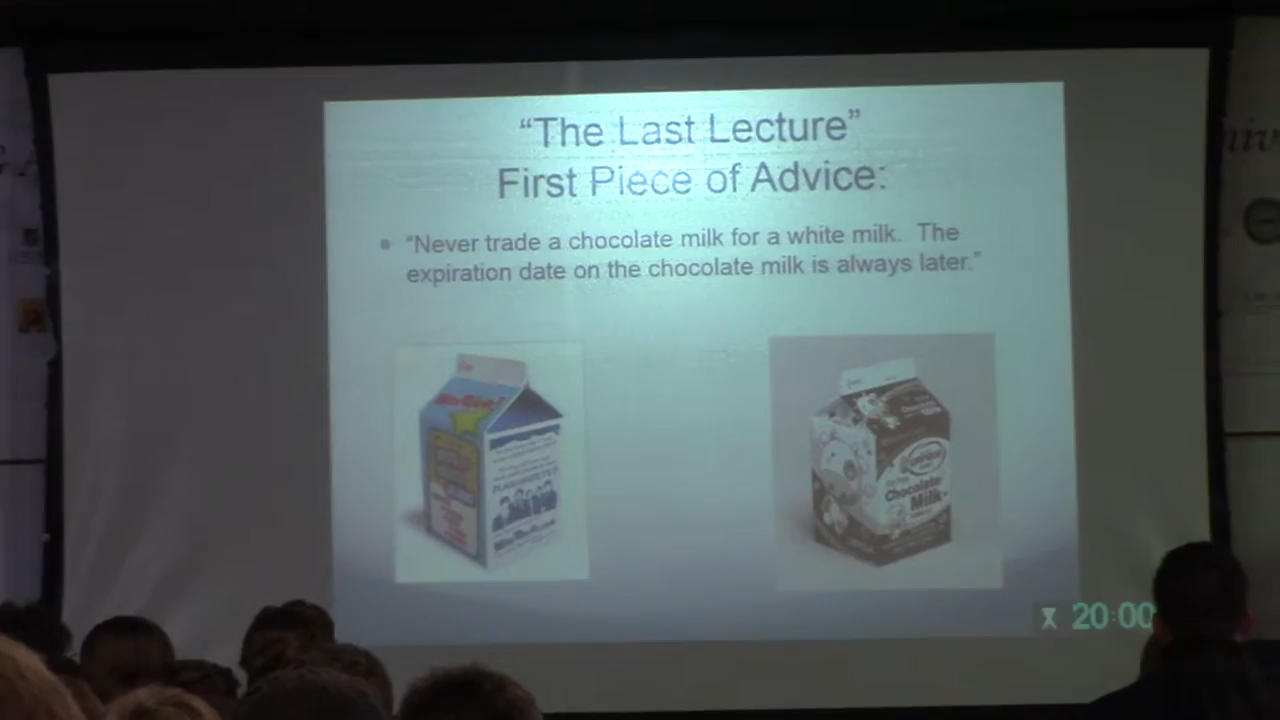 “The Last Lecture”
First Piece of Advice:
“Never trade a chocolate milk for a white milk. The
expiration date on the chocolate milk is always later.”
Chocolate
Milk
20:00